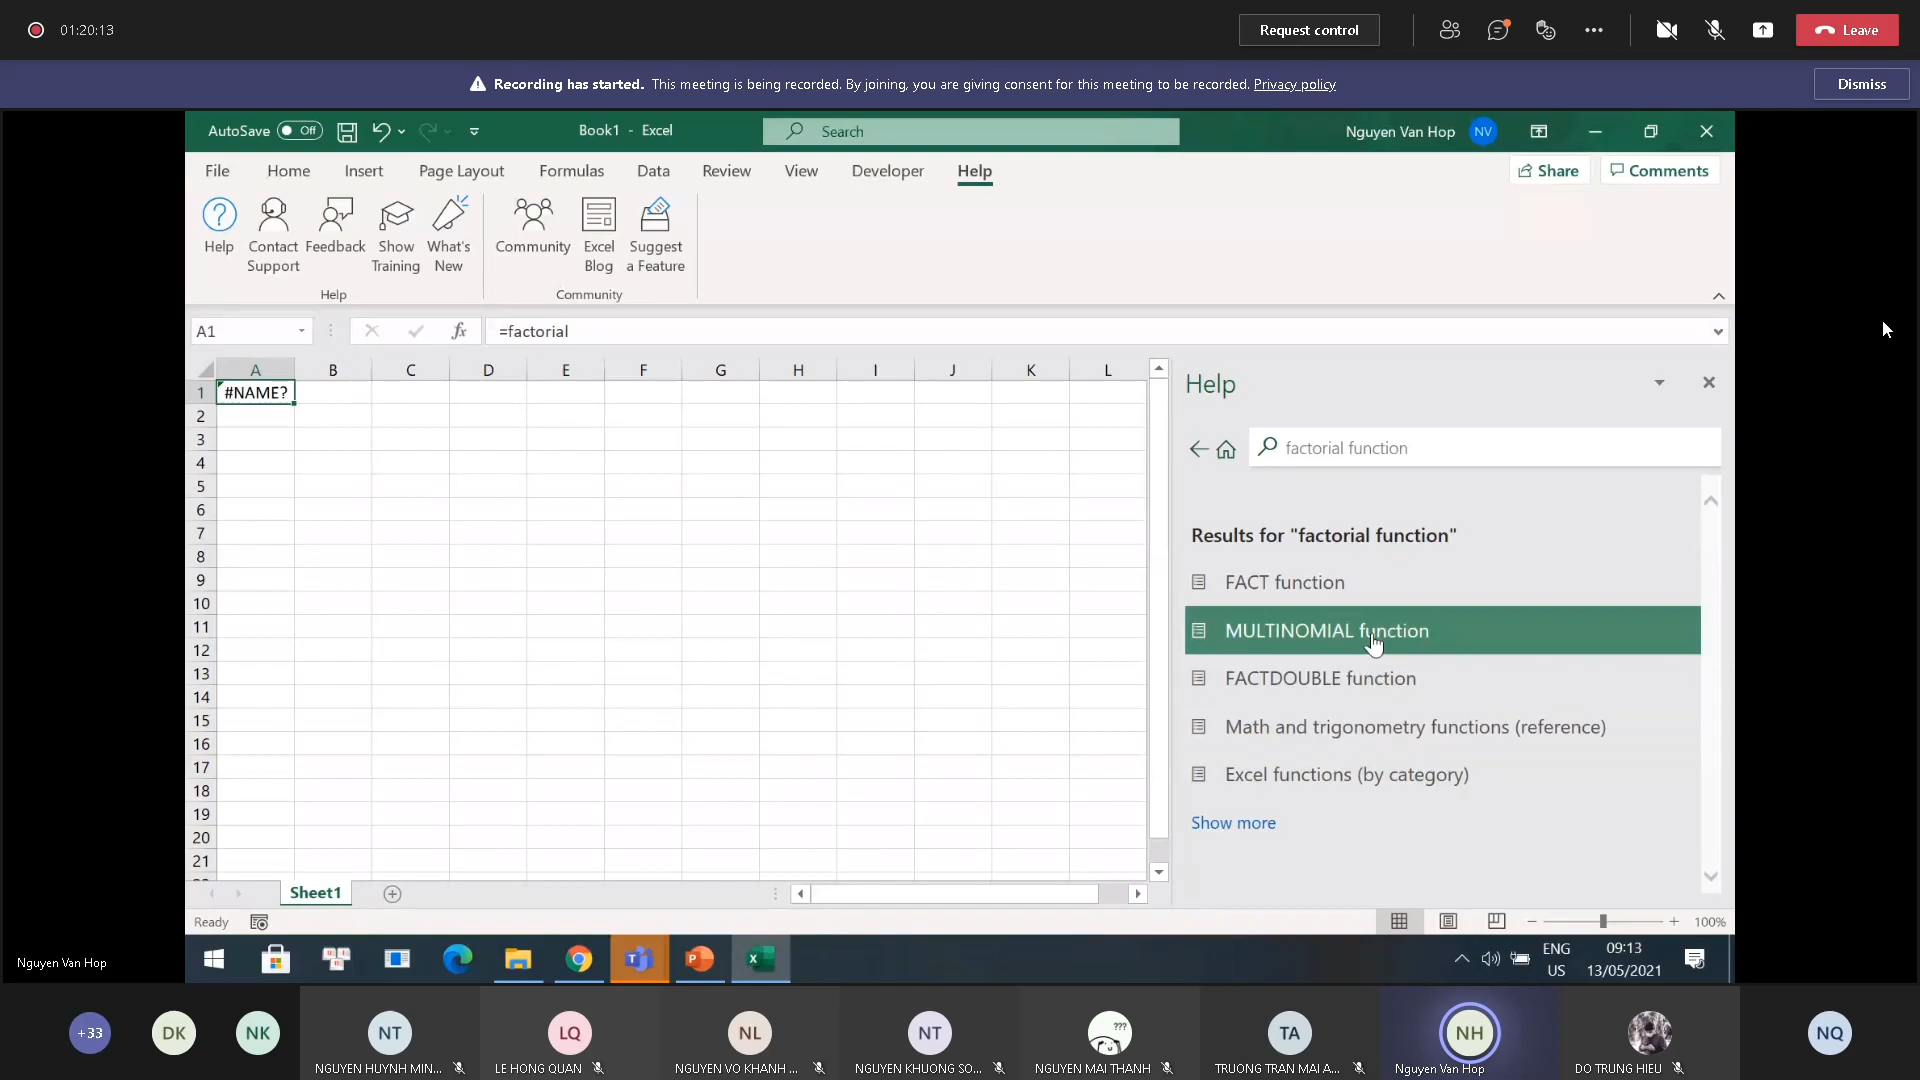 01:20:13
Request control
Leave
Recording has started. This meeting is being recorded. By joining, you are giving consent for this meeting to be recorded. Privacy policy
Dismiss
AutoSave Off
Book1 - Excel
Search
Nguyen Van Hop NV
File Home Insert Page Layout Formulas Data Review View Developer Help
Share Comments
Help Contact Support Feedback Show Training What's New
Community Excel Blog Suggest a Feature
Help Community
A1 fx =factorial
A B C D E F G H I J K L
1 #NAME?
2
3
4
5
6
7
8
9
10
11
12
13
14
15
16
17
18
19
20
21
Help
factorial function
Results for "factorial function"
FACT function
MULTINOMIAL function
FACTDOUBLE function
Math and trigonometry functions (reference)
Excel functions (by category)
Show more
Sheet1
Ready
100%
ENG
US
09:13
13/05/2021
Nguyen Van Hop
+33 DK NK NT LQ NL NT ??? TA NH NQ
NGUYEN HUYNH MIN... LE HONG QUAN NGUYEN VO KHANH ... NGUYEN KHUONG SO... NGUYEN MAI THANH TRUONG TRAN MAI A... Nguyen Van Hop DO TRUNG HIEU